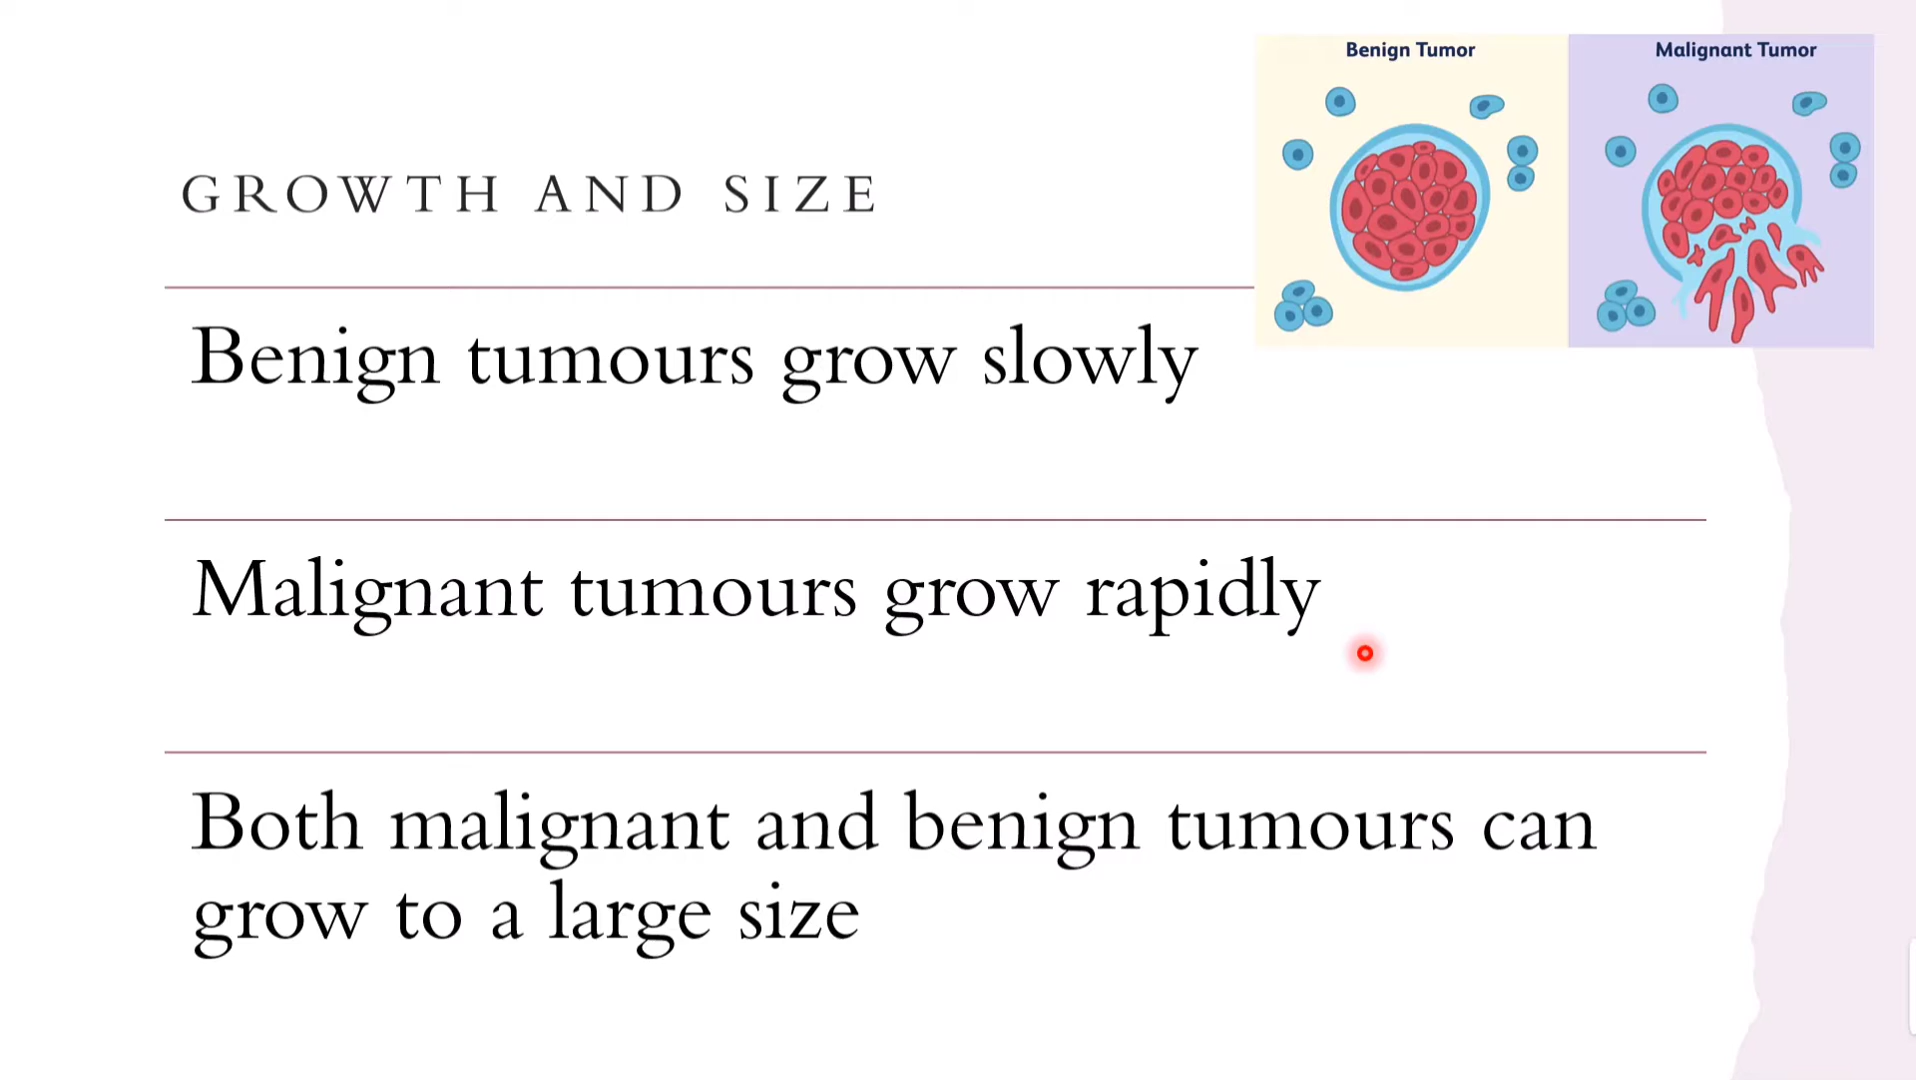 Benign Tumor
Malignant Tumor
GROWTH AND SIZE
Benign tumours grow slowly
Malignant tumours grow rapidly
Both malignant and benign tumours can
grow to a large size